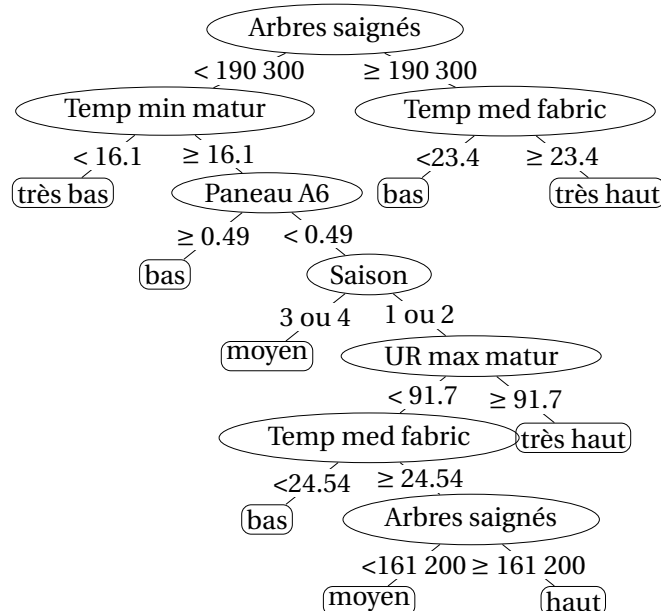 Arbres saignés
< 190 300 ≥ 190 300
Temp min matur Temp med fabric
< 16.1 ≥ 16.1 <23.4 ≥ 23.4
très bas Paneau A6 bas très haut
≥ 0.49 < 0.49
bas Saison
3 ou 4 1 ou 2
moyen UR max matur
< 91.7 ≥ 91.7
Temp med fabric très haut
<24.54 ≥ 24.54
bas Arbres saignés
<161 200 ≥ 161 200
moyen haut